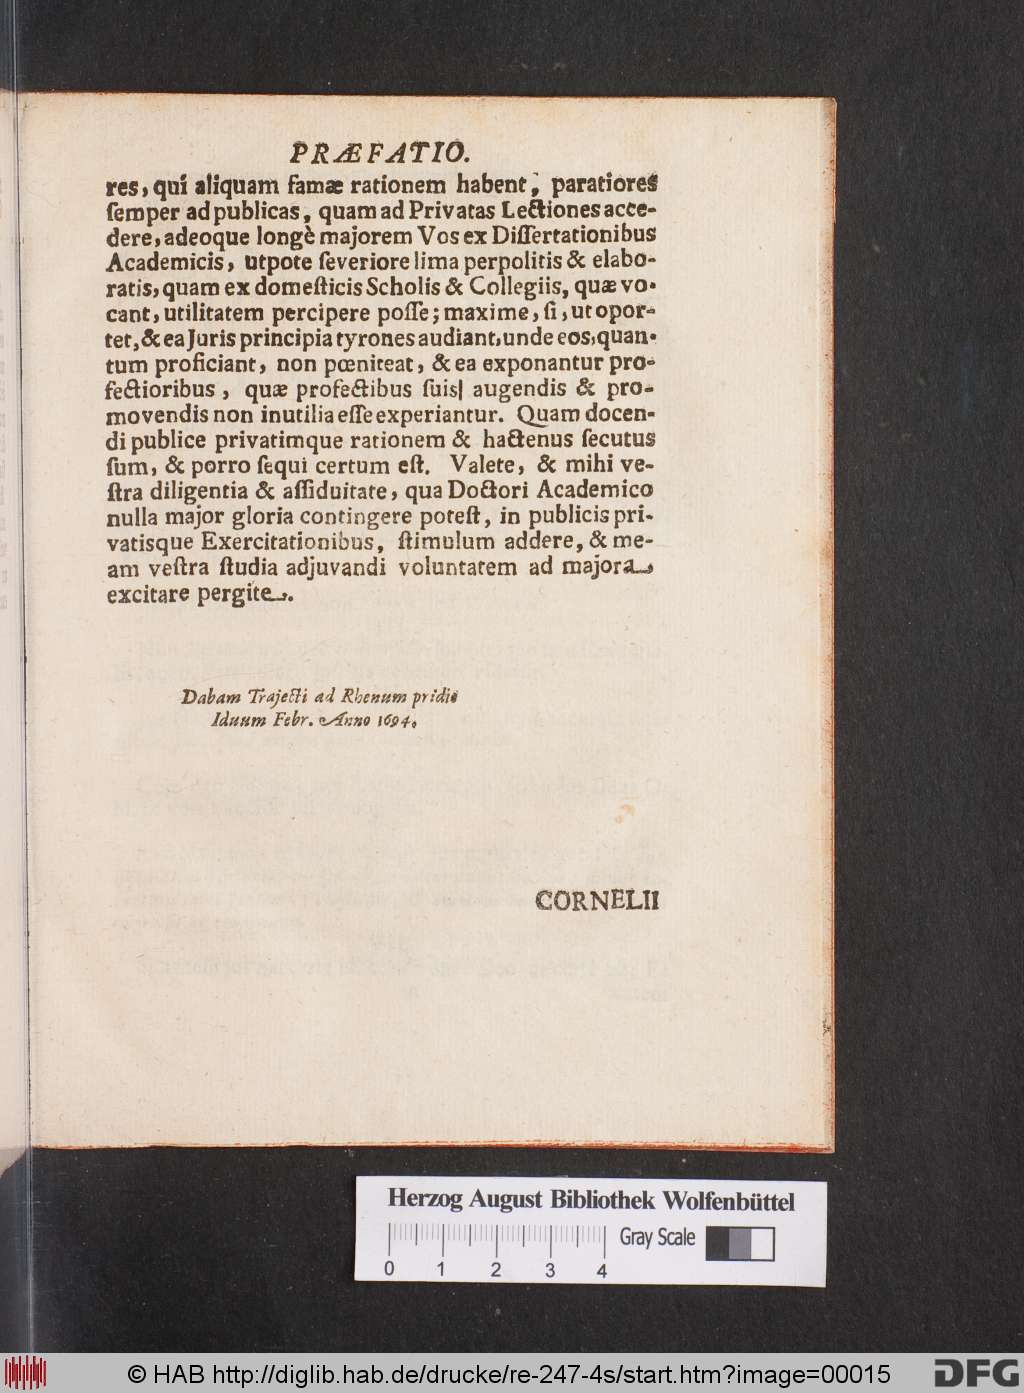 PRÆFATIO.
res, qui aliquam famæ rationem habent, paratiores
ſemper ad publicas, quam ad Privatas Lectiones acce-
dere, adeoque longè majorem Vos ex Diſſertationibus
Academicis, utpote ſeveriore lima perpolitis & elabo-
ratis, quam ex domeſticis Scholis & Collegiis, quæ vo-
cant, utilitatem percipere poſſe; maxime, ſi, ut opor-
tet, & ea Juris principia tyrones audiant, unde eos, quan-
tum proficiant, non pœniteat, & ea exponantur pro-
fectioribus, quæ profectibus ſuis| augendis & pro-
movendis non inutilia eſſe experiantur. Quam docen-
di publice privatimque rationem & hactenus ſecutus
ſum, & porro ſequi certum eſt. Valete, & mihi ve-
ſtra diligentia & aſſiduitate, qua Doctori Academico
nulla major gloria contingere poteſt, in publicis pri-
vatisque Exercitationibus, ſtimulum addere, & me-
am veſtra ſtudia adjuvandi voluntatem ad majora,
excitare pergite.
Dabam Trajecti ad Rhenum pridie
Iduum Febr. Anno 1694.
CORNELII
Herzog August Bibliothek Wolfenbüttel
Gray Scale
0 1 2 3 4
© HAB http://diglib.hab.de/drucke/re-247-4s/start.htm?image=00015
DFG